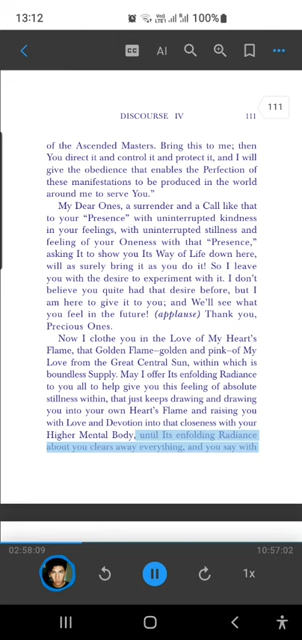 13:12
100%
CC AI
DISCOURSE IV 111
111
of the Ascended Masters. Bring this to me; then
You direct it and control it and protect it, and I will
give the obedience that enables the Perfection of
these manifestations to be produced in the world
around me to serve You."
My Dear Ones, a surrender and a Call like that
to your "Presence" with uninterrupted kindness
in your feelings, with uninterrupted stillness and
feeling of your Oneness with that "Presence,"
asking It to show you Its Way of Life down here,
will as surely bring it as you do it! So I leave
you with the desire to experiment with it. I don't
believe you quite had that desire before, but I
am here to give it to you; and We'll see what
you feel in the future! (applause) Thank you,
Precious Ones.
Now I clothe you in the Love of My Heart's
Flame, that Golden Flame–golden and pink–of My
Love from the Great Central Sun, within which is
boundless Supply. May I offer Its enfolding Radiance
to you all to help give you this feeling of absolute
stillness within, that just keeps drawing and drawing
you into your own Heart's Flame and raising you
with Love and Devotion into that closeness with your
Higher Mental Body, until Its enfolding Radiance
about you clears away everything, and you say with
02:58:09 10:57:02
1x